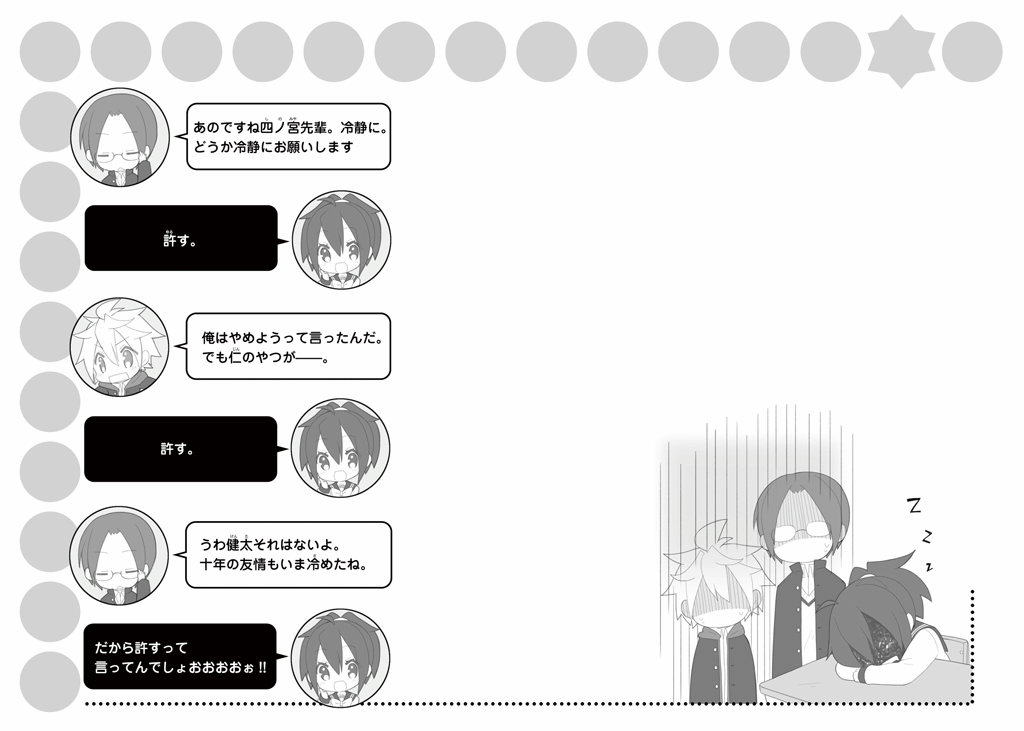 あのですね四ノ宮先輩。冷静に。
どうか冷静にお願いします
許す。
俺はやめようって言ったんだ。
でも仁のやつが――。
許す。
うわ健太それはないよ。
十年の友情もいま冷めたね。
だから許すって
言ってんでしょぉおおおぉ!!
Z
Z
z